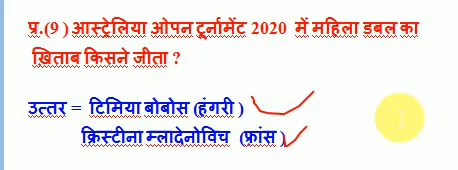 प्र.(9 ) आस्ट्रेलिया ओपन टूर्नामेंट 2020 में महिला डबल का
ख़िताब किसने जीता ?
उत्तर = टिमिया बोबोस (हंगरी )
क्रिस्टीना म्लादेनोविच (फ्रांस )